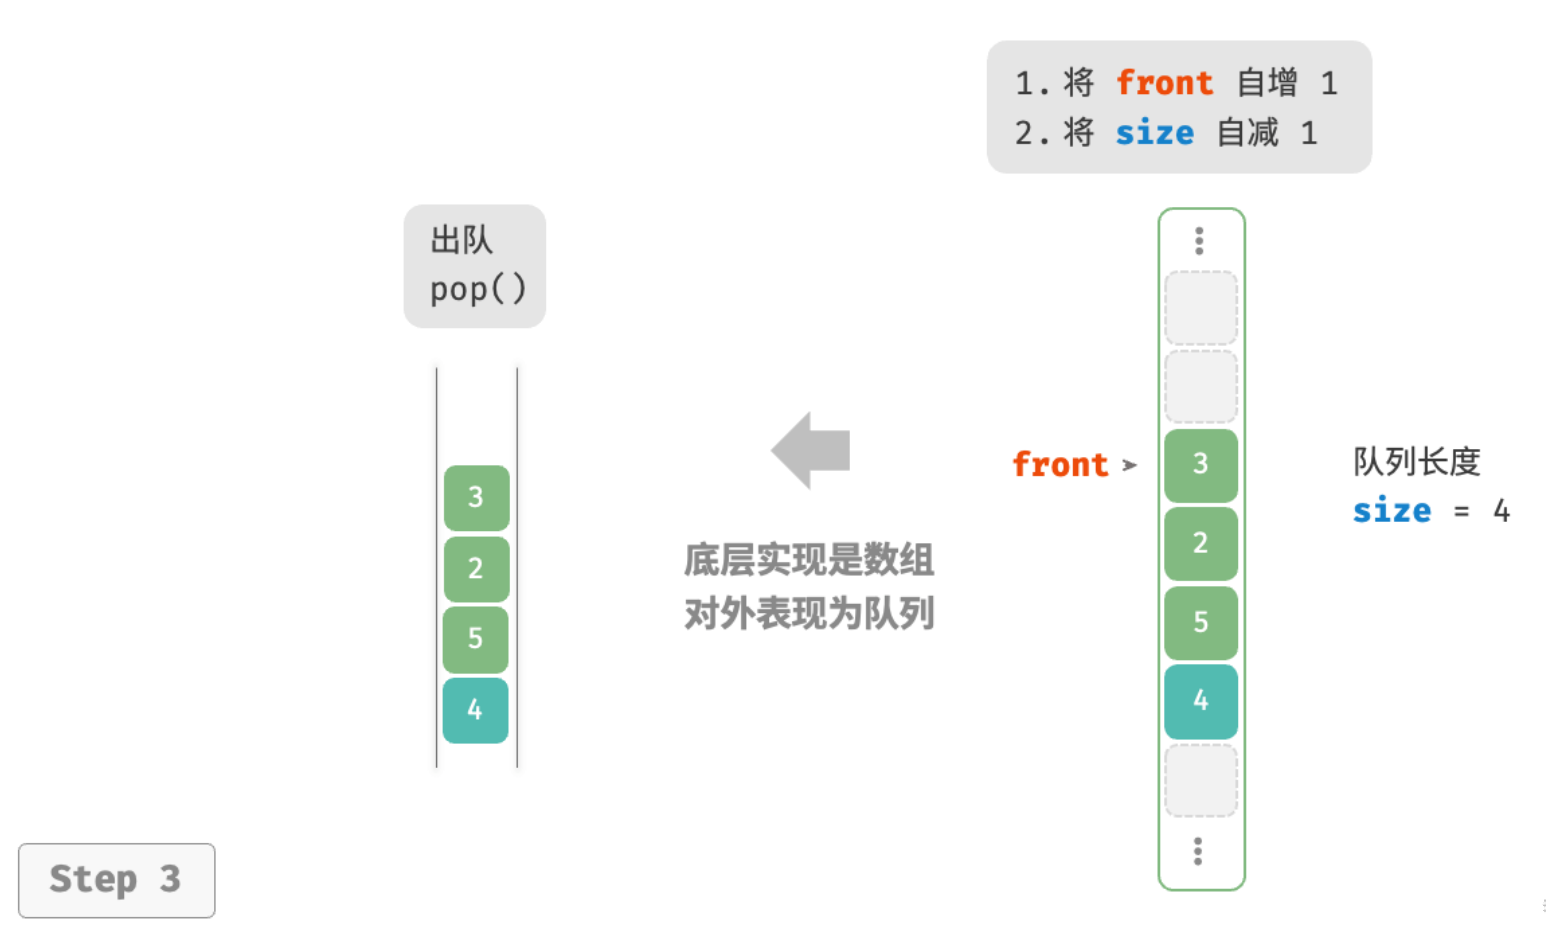 1. 将 front 自增 1
2. 将 size 自减 1
出队
pop()
3
2
5
4
底层实现是数组
对外表现为队列
front
3
2
5
4
队列长度
size = 4
Step 3